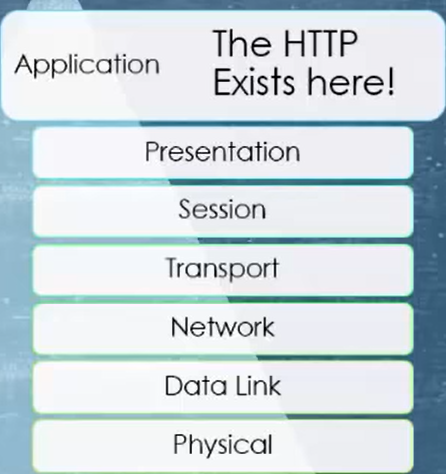 Application
The HTTP
Exists here!
Presentation
Session
Transport
Network
Data Link
Physical